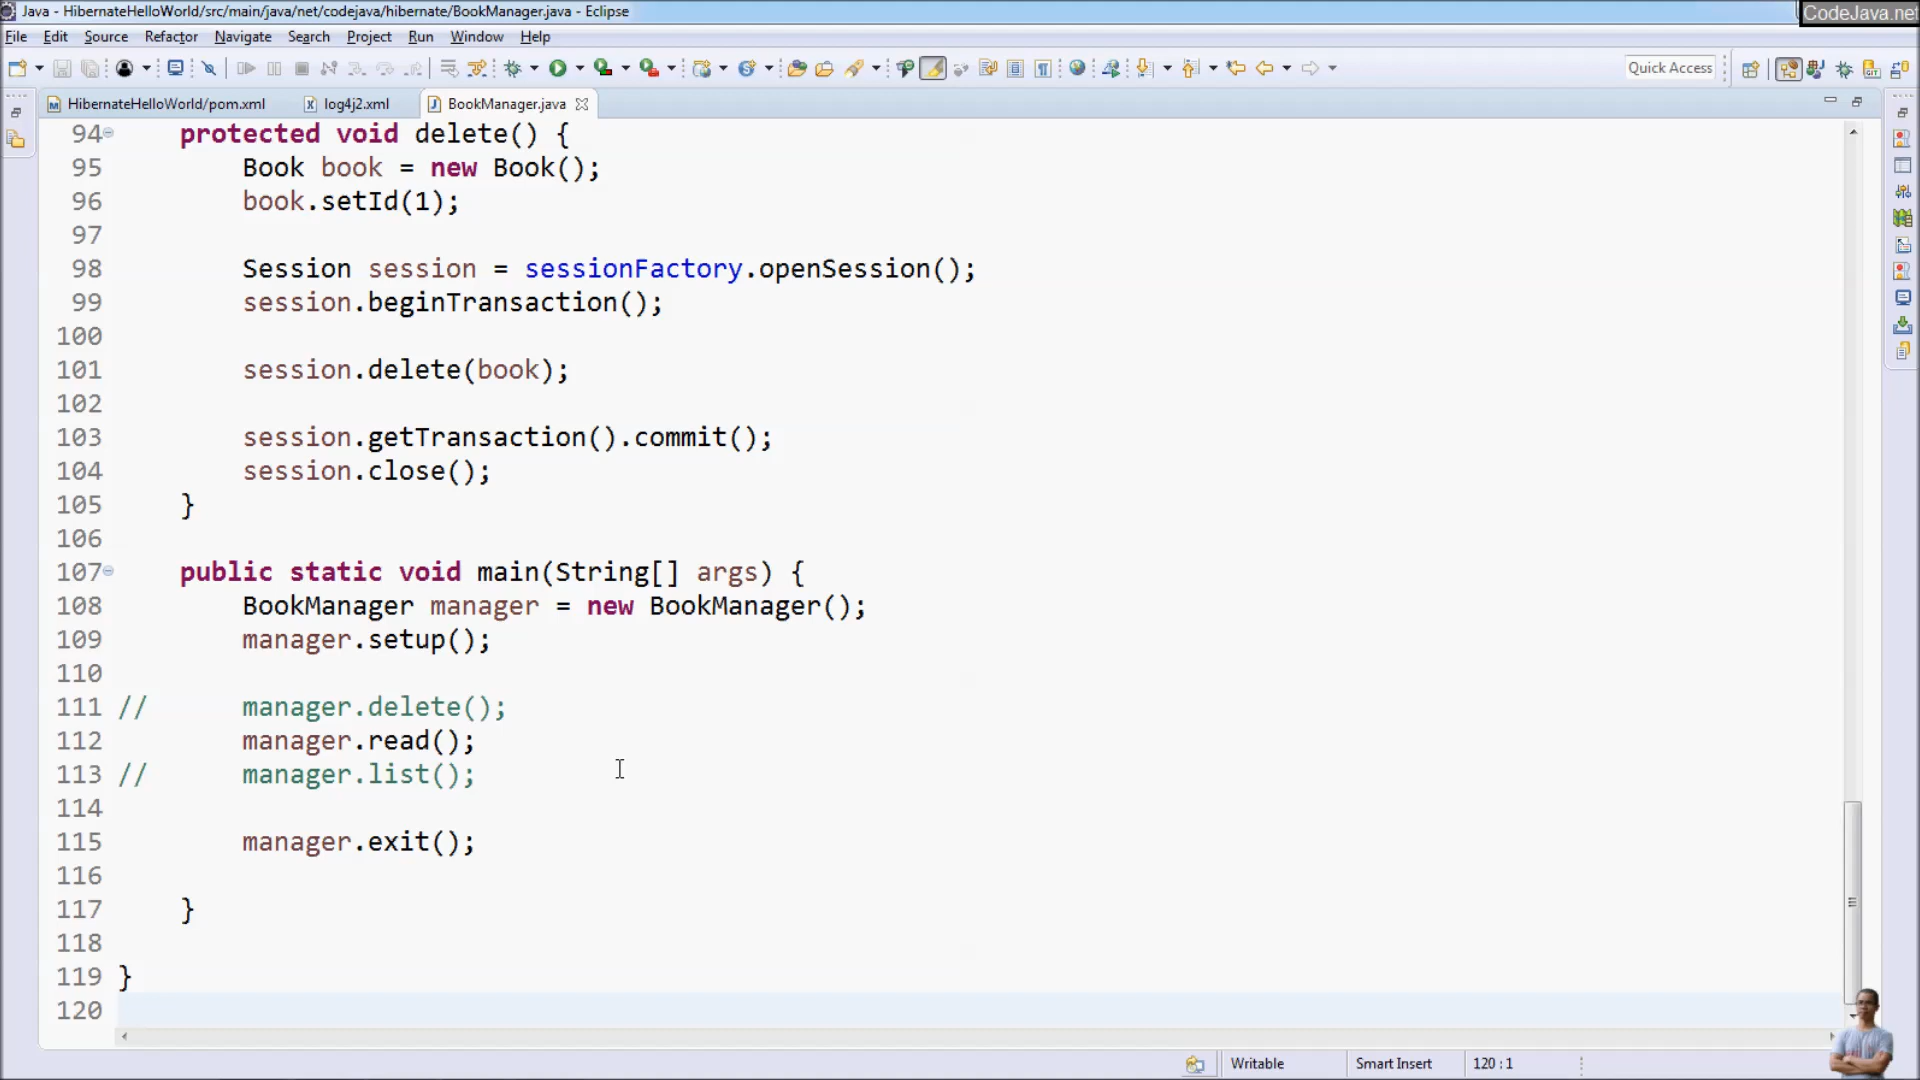 Java - HibernateHelloWorld/src/main/java/net/codejava/hibernate/BookManager.java - Eclipse
CodeJava.net
File Edit Source Refactor Navigate Search Project Run Window Help
Quick Access
HibernateHelloWorld/pom.xml log4j2.xml BookManager.java
94 protected void delete() {
95 Book book = new Book();
96 book.setId(1);
97
98 Session session = sessionFactory.openSession();
99 session.beginTransaction();
100
101 session.delete(book);
102
103 session.getTransaction().commit();
104 session.close();
105 }
106
107 public static void main(String[] args) {
108 BookManager manager = new BookManager();
109 manager.setup();
110
111 // manager.delete();
112 manager.read();
113 // manager.list();
114
115 manager.exit();
116
117 }
118
119 }
120
Writable Smart Insert 120 : 1